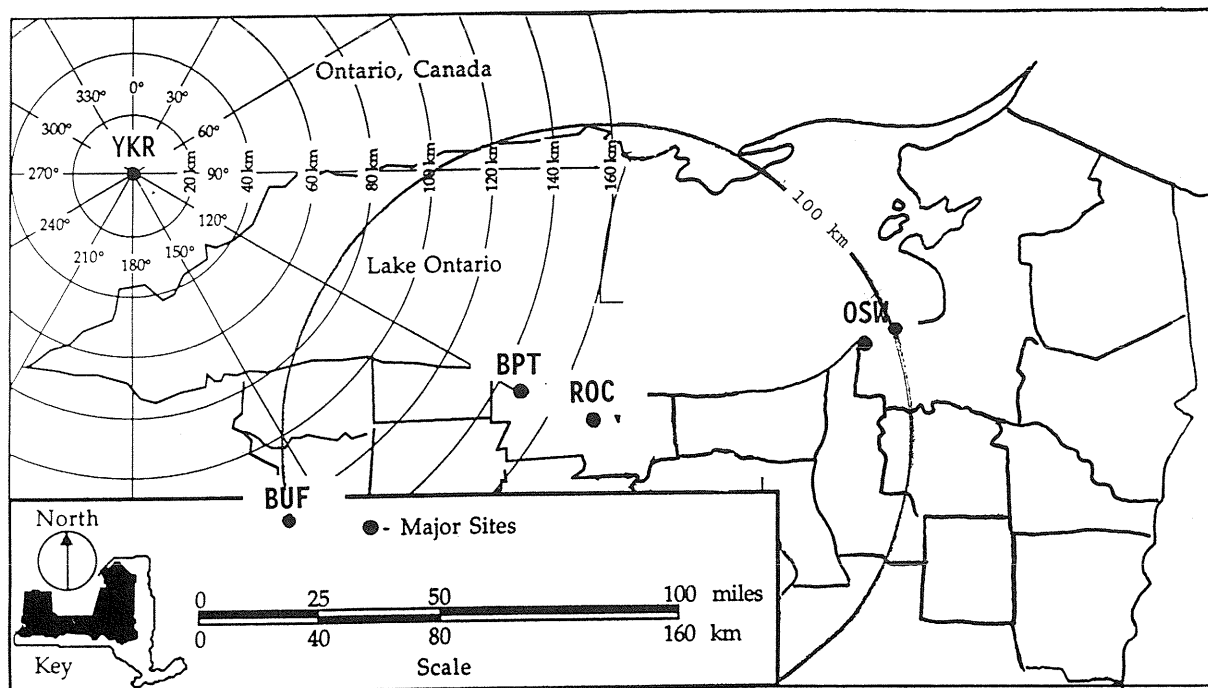 Ontario, Canada
0°
30°
60°
90°
120°
150°
180°
210°
240°
270°
300°
330°
YKR
20 km
40 km
60 km
80 km
100 km
120 km
140 km
160 km
100 km
Lake Ontario
OSW
BPT
ROC
BUF
North
- Major Sites
0 25 50 100 miles
0 40 80 160 km
Key
Scale